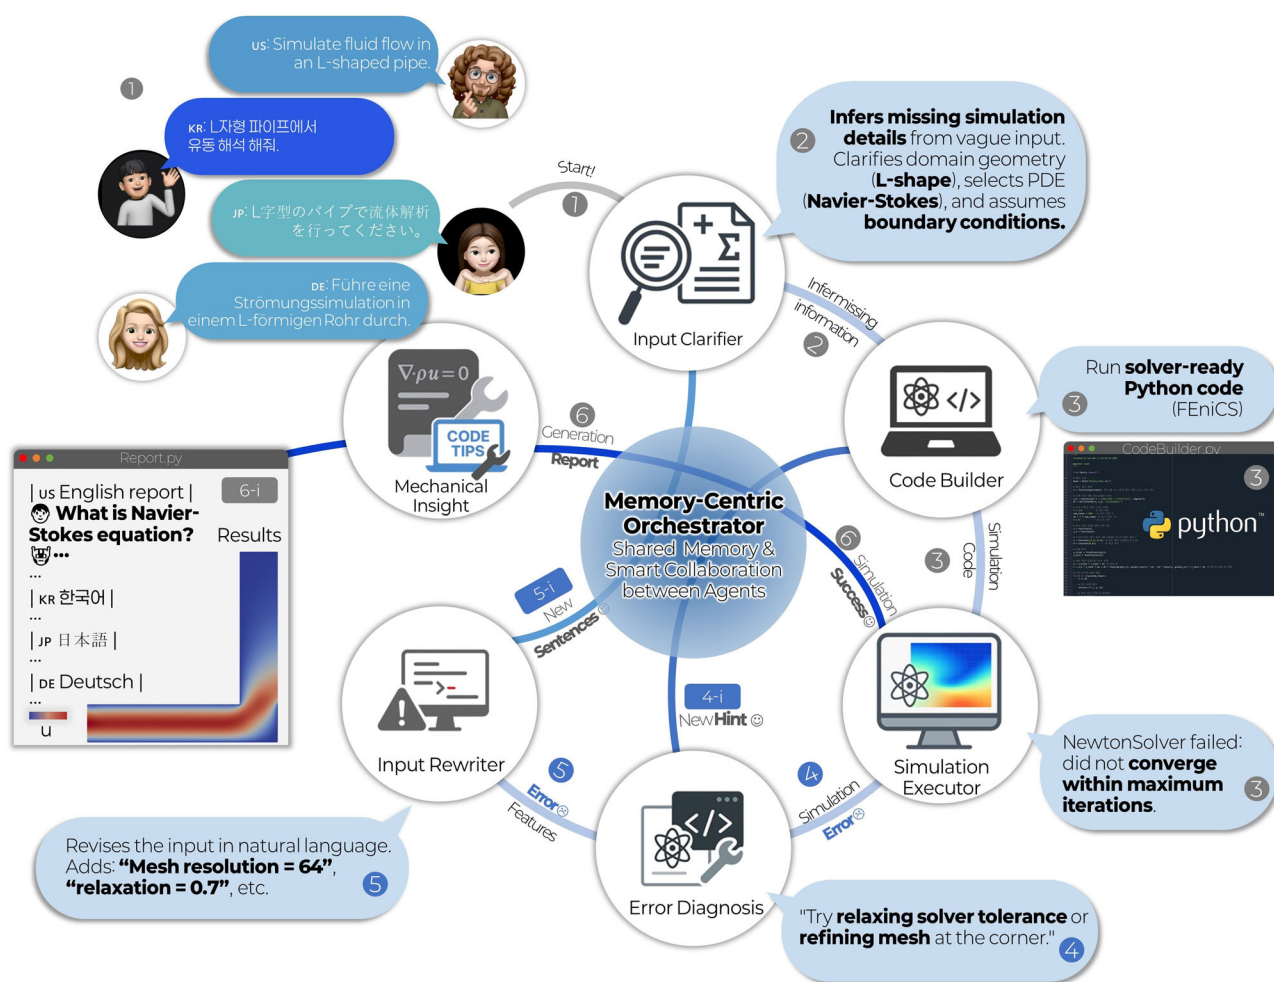 US: Simulate fluid flow in
an L-shaped pipe.
1
KR: L자형 파이프에서
유동 해석 해줘.
JP: L字型のパイプで流体解析
を行ってください。
DE: Führe eine
Strömungssimulation in
einem L-förmigen Rohr durch.
Start!
1
Infers missing simulation
details from vague input.
2
Clarifies domain geometry
(L-shape), selects PDE
(Navier-Stokes), and assumes
boundary conditions.
Input Clarifier
Infermissing
information
2
Run solver-ready
Python code
3
(FEniCS)
</>
Code Builder
CodeBuilder.py
3
python™
Simulation
Code
3
∇·ρu=0
CODE
TIPS
Mechanical
Insight
6
Generation
Report
Memory-Centric
Orchestrator
Shared Memory &
Smart Collaboration
between Agents
6
Simulation
Success☺
Report.py
| US English report |
6-i
What is Navier-
Stokes equation?
Results
...
...
| KR 한국어 |
...
| JP 日本語 |
...
| DE Deutsch |
...
u
5-i
New
Sentences☺
4-i
New Hint ☺
>-
Input Rewriter
Simulation
Executor
NewtonSolver failed:
did not converge
within maximum
3
iterations.
5
Error☹
Features
4
Simulation
Error☹
</>
Error Diagnosis
Revises the input in natural language.
Adds: “Mesh resolution = 64”,
“relaxation = 0.7”, etc.
5
"Try relaxing solver tolerance or
refining mesh at the corner."
4